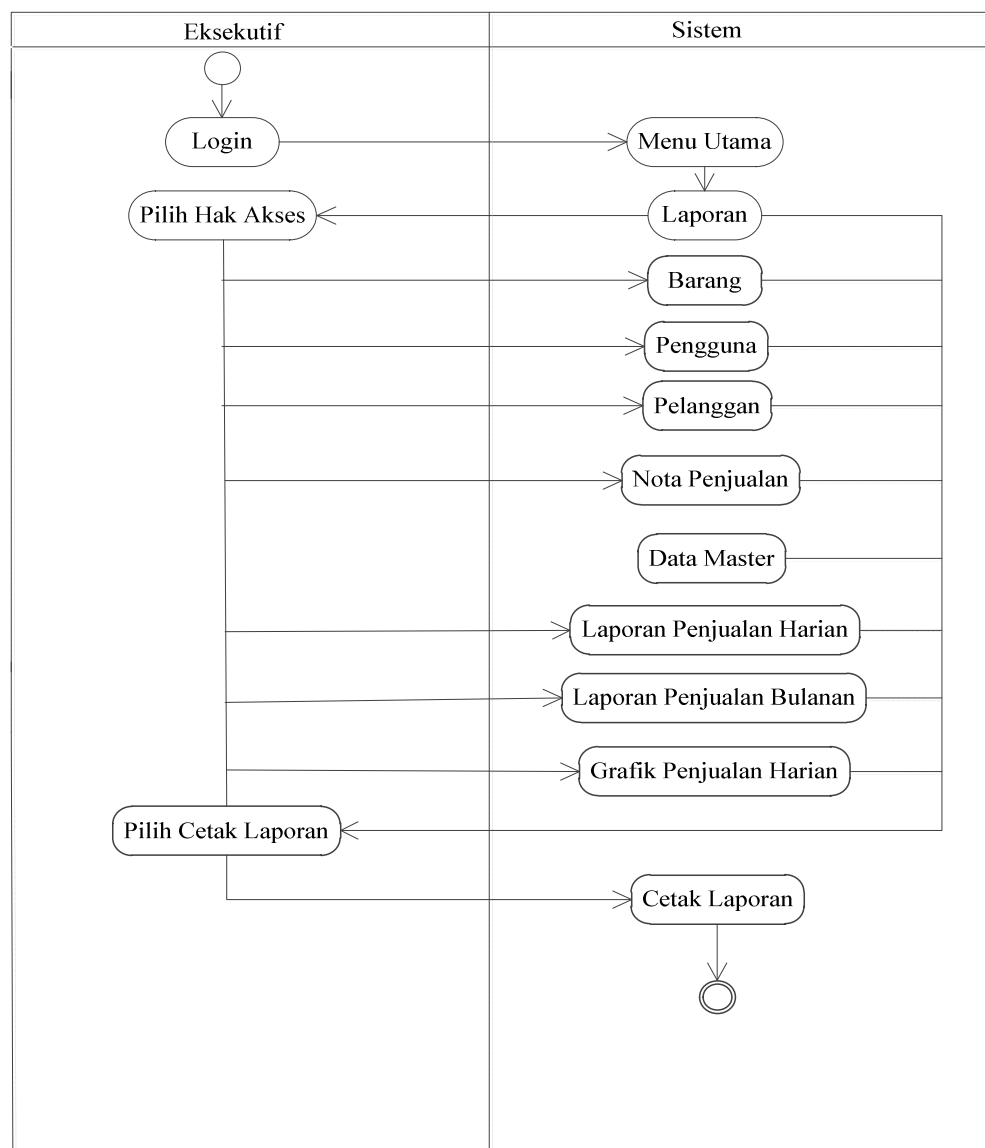 Eksekutif
Sistem
Login
Menu Utama
Pilih Hak Akses
Laporan
Barang
Pengguna
Pelanggan
Nota Penjualan
Data Master
Laporan Penjualan Harian
Laporan Penjualan Bulanan
Grafik Penjualan Harian
Pilih Cetak Laporan
Cetak Laporan